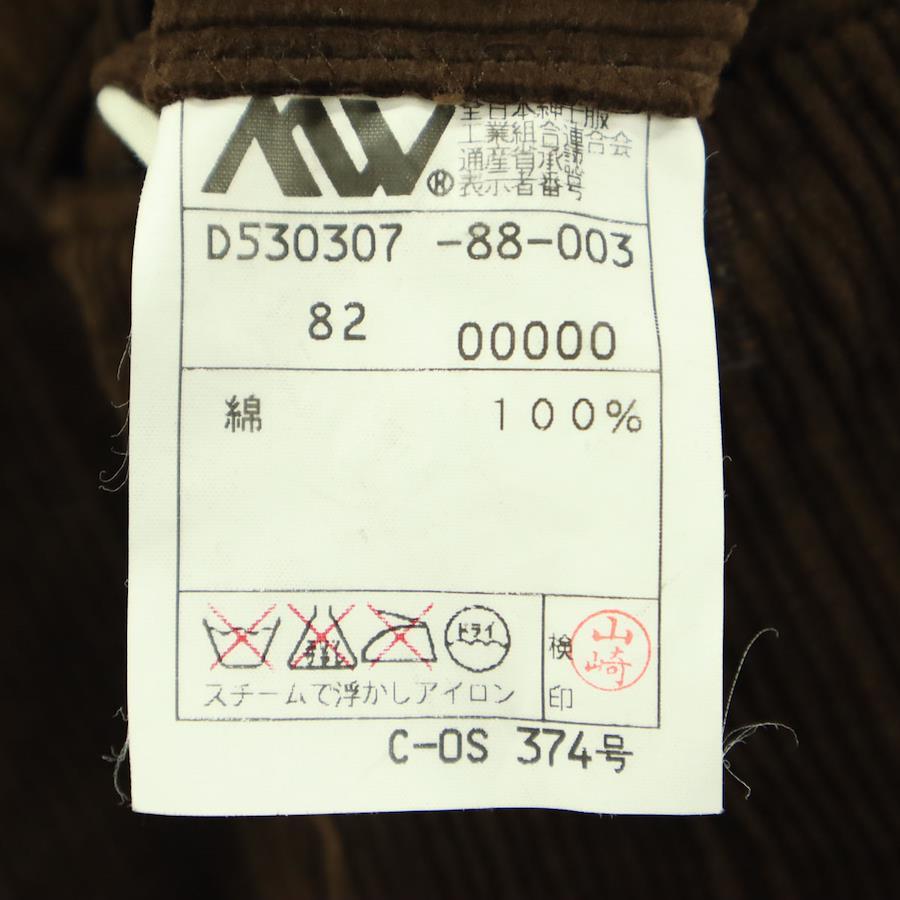 MW®
全日本紳士服
工業組合連合会
通産省承認
表示者番号
D530307 -88-003
82 00000
綿 100%
ドライ
スチームで浮かしアイロン
検印
山崎
C-OS 374号